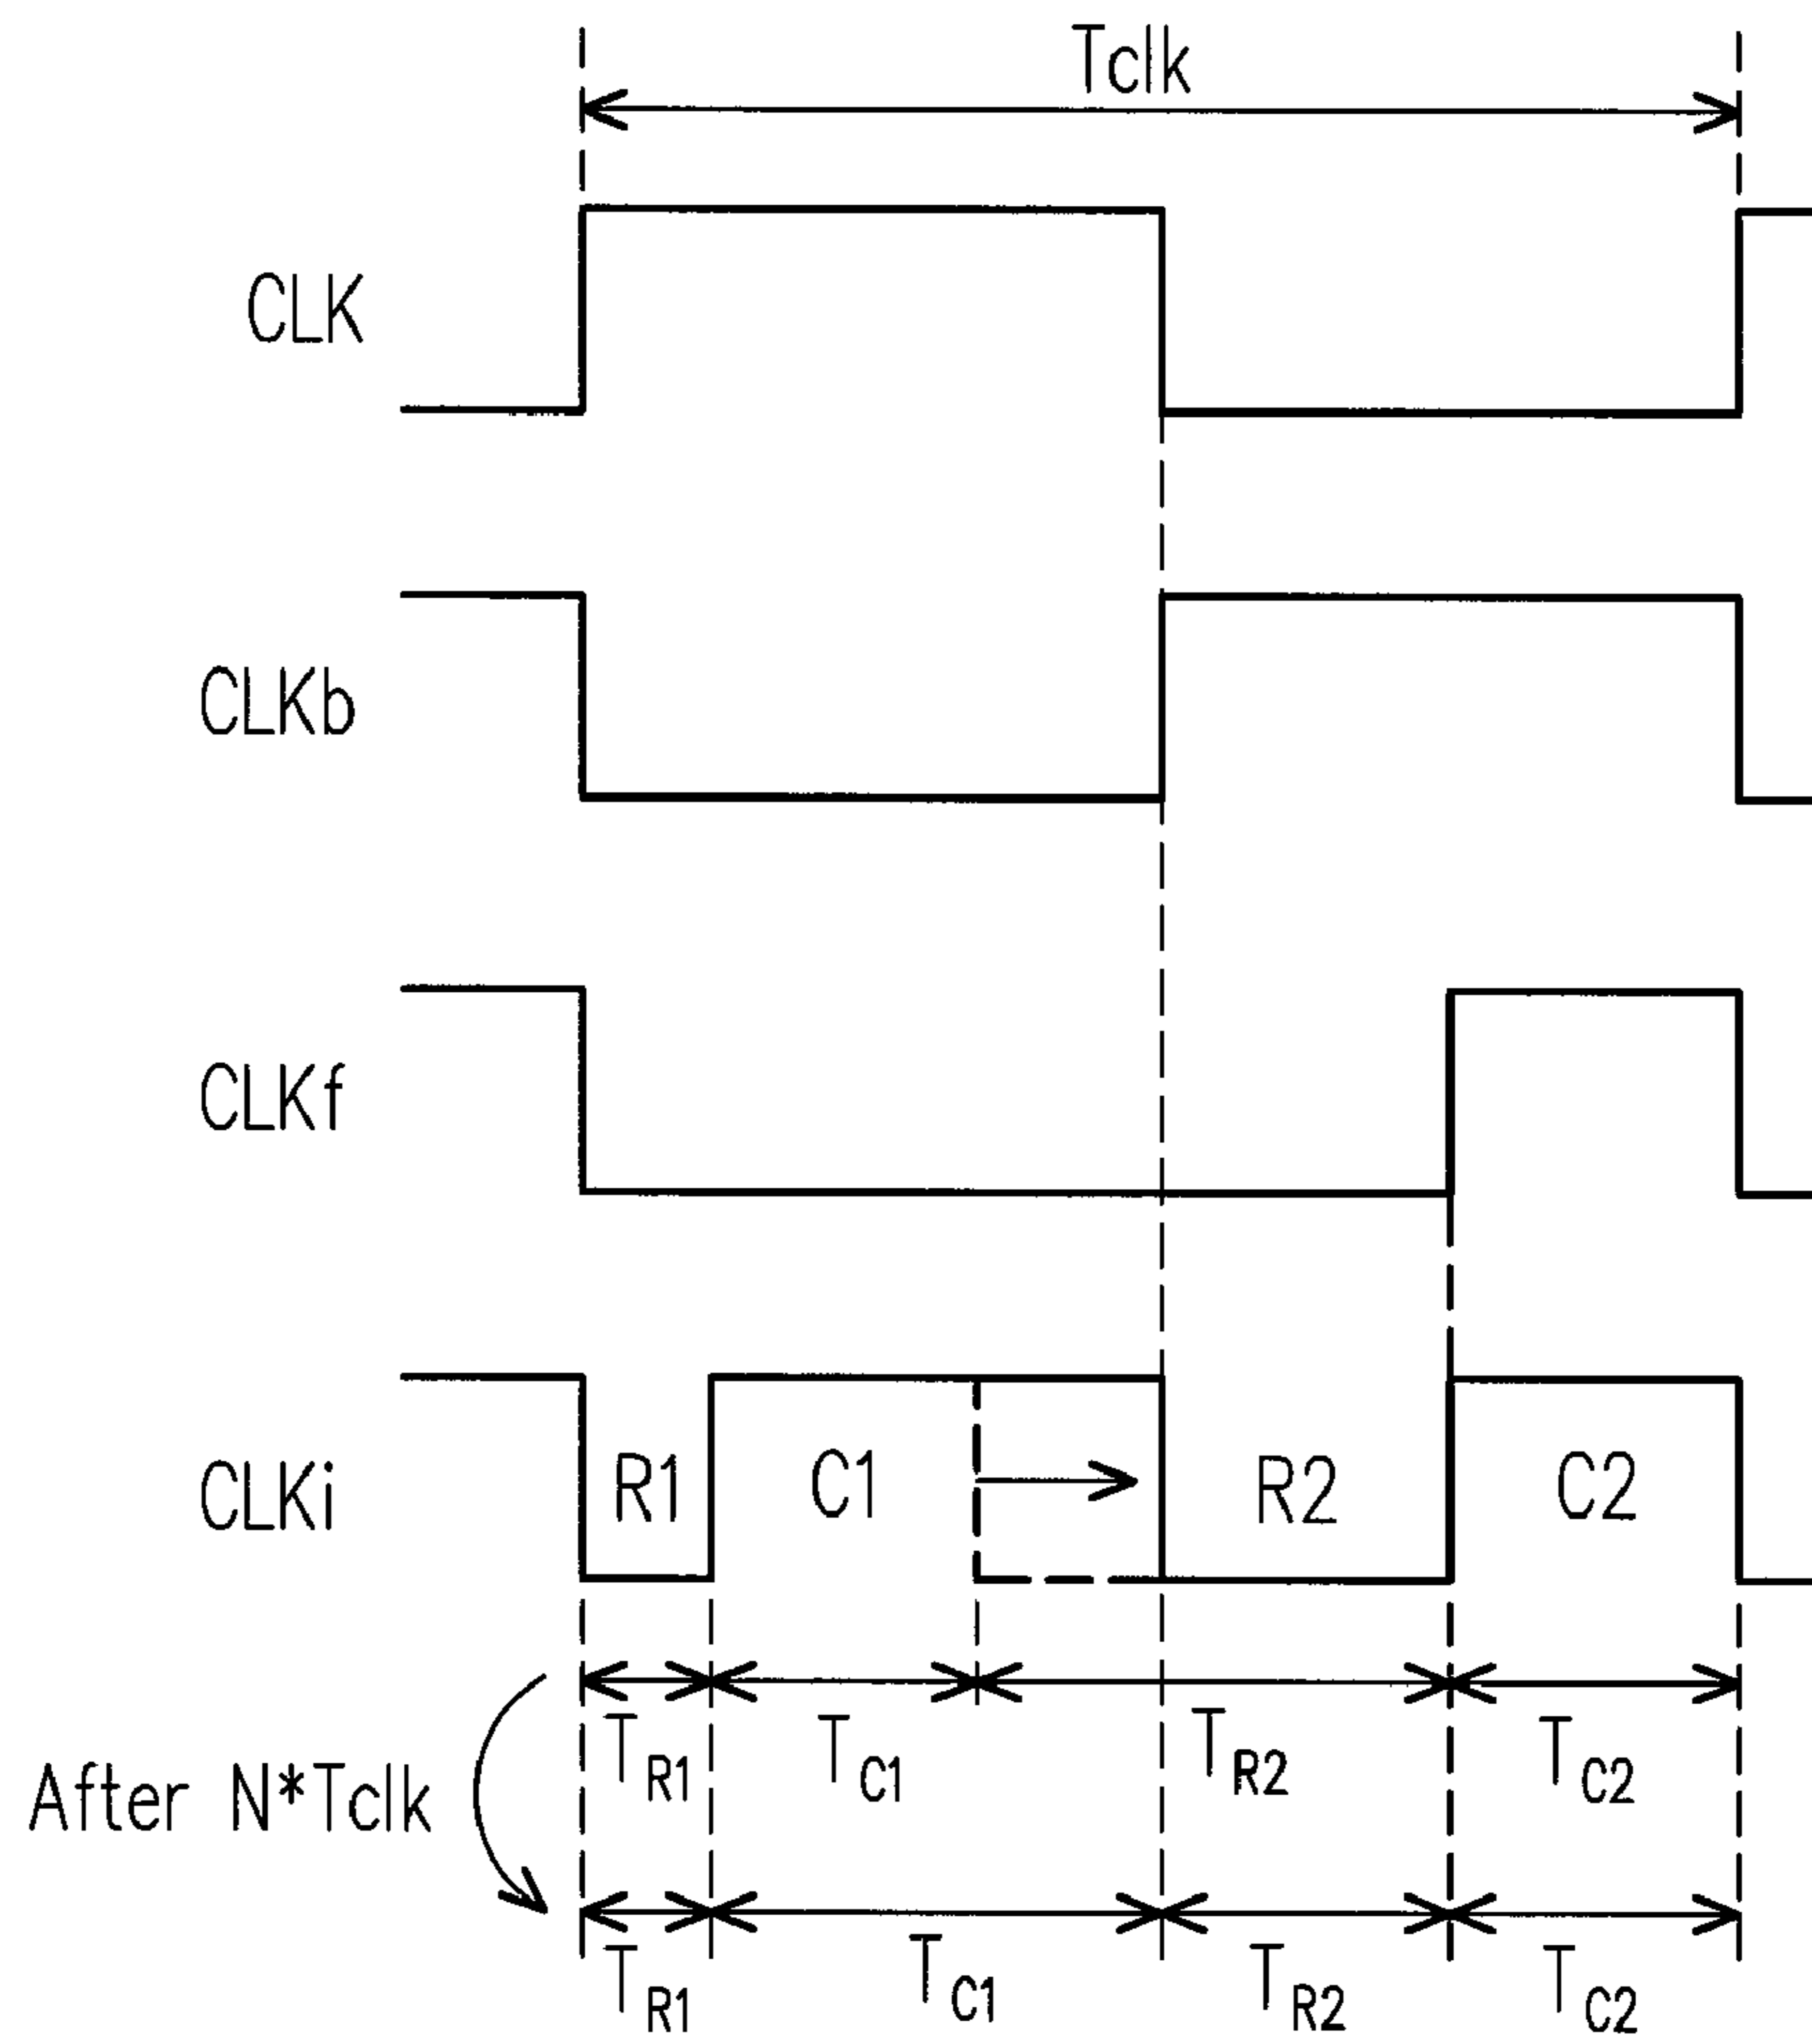 Tclk
CLK
CLKb
CLKf
CLKi
R1 C1 R2 C2
TR1 TC1 TR2 TC2
After N*Tclk
TR1 TC1 TR2 TC2